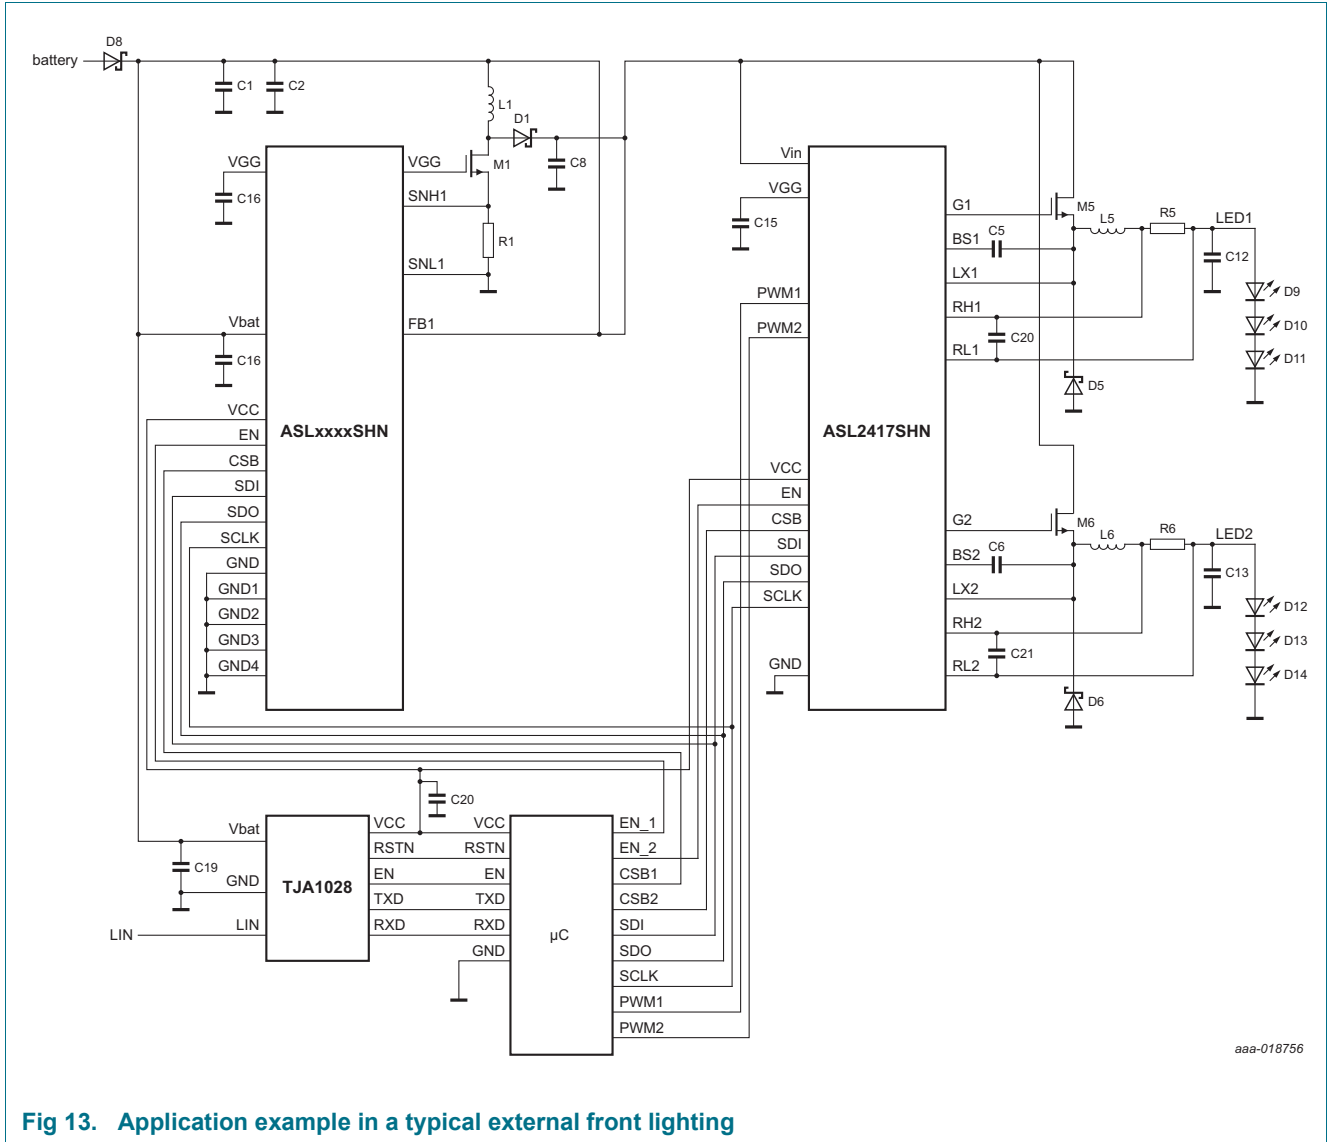 D8
battery
C1
C2
L1
D1
VGG
VGG
M1
C8
C16
SNH1
R1
SNL1
Vbat
FB1
C16
VCC
EN
ASLxxxxSHN
CSB
SDI
SDO
SCLK
GND
GND1
GND2
GND3
GND4
Vin
VGG
C15
G1
M5
L5
R5
LED1
BS1
C5
C12
LX1
PWM1
RH1
D9
PWM2
C20
D10
RL1
D11
D5
ASL2417SHN
VCC
EN
CSB
G2
M6
L6
R6
LED2
SDI
BS2
C6
SDO
C13
SCLK
LX2
D12
RH2
C21
D13
GND
RL2
D14
D6
C20
Vbat
VCC
VCC
EN_1
RSTN
RSTN
EN_2
C19
GND
TJA1028
EN
EN
CSB1
TXD
TXD
CSB2
LIN
LIN
RXD
RXD
µC
SDI
GND
SDO
SCLK
PWM1
PWM2
aaa-018756
Fig 13. Application example in a typical external front lighting